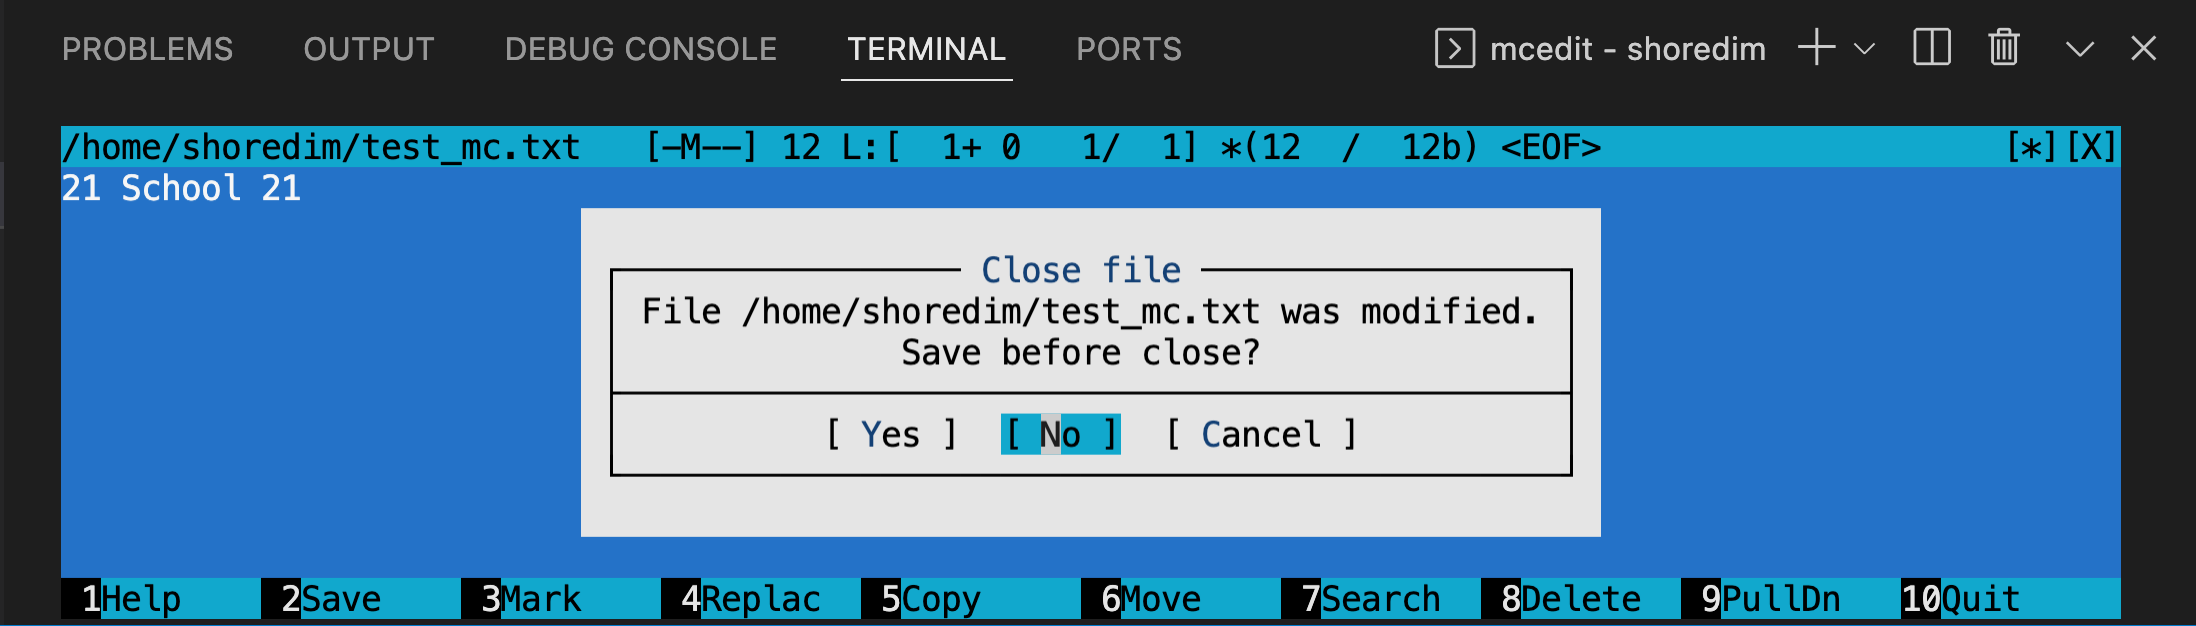 PROBLEMS OUTPUT DEBUG CONSOLE TERMINAL PORTS mcedit - shoredim
/home/shoredim/test_mc.txt [-M--] 12 L:[ 1+ 0 1/ 1] *(12 / 12b) <EOF> [*][X]
21 School 21
Close file
File /home/shoredim/test_mc.txt was modified.
Save before close?
[ Yes ] [ No ] [ Cancel ]
1Help 2Save 3Mark 4Replac 5Copy 6Move 7Search 8Delete 9PullDn 10Quit